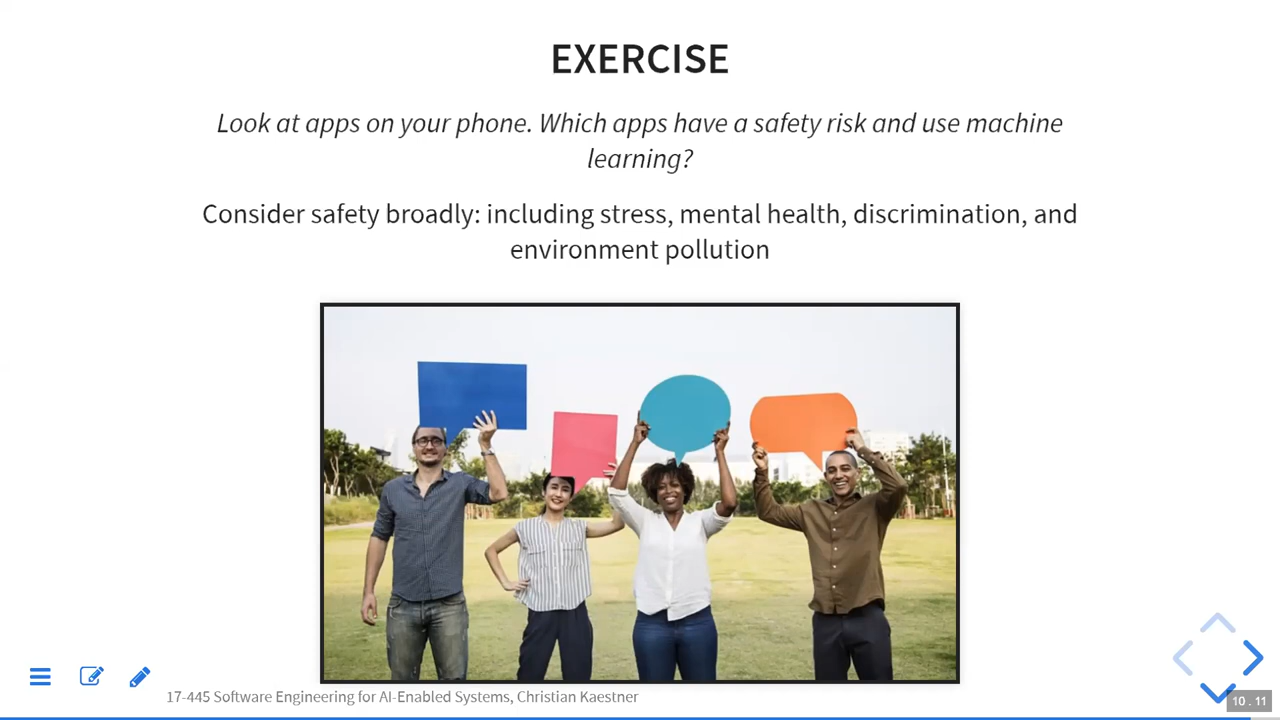 EXERCISE
Look at apps on your phone. Which apps have a safety risk and use machine
learning?
Consider safety broadly: including stress, mental health, discrimination, and
environment pollution
17-445 Software Engineering for AI-Enabled Systems, Christian Kaestner
10 . 11